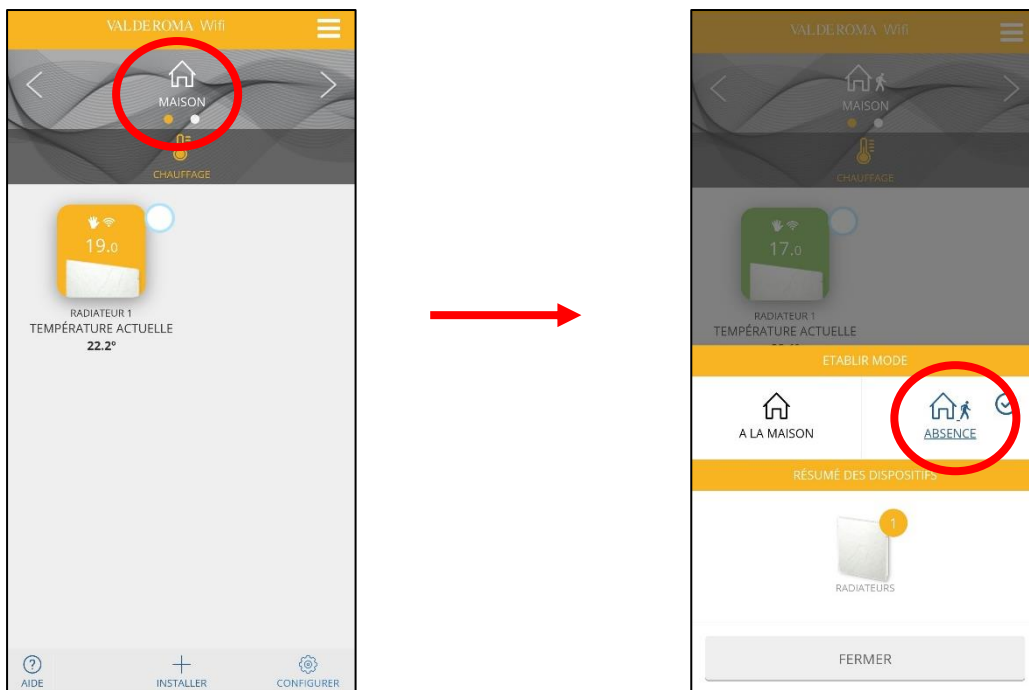 VALDEROMA Wifi
MAISON
CHAUFFAGE
19.0
RADIATEUR 1
TEMPÉRATURE ACTUELLE
22.2°
AIDE
INSTALLER
CONFIGURER
VALDEROMA Wifi
MAISON
CHAUFFAGE
17.0
RADIATEUR 1
TEMPÉRATURE ACTUELLE
ETABLIR MODE
A LA MAISON
ABSENCE
RÉSUMÉ DES DISPOSITIFS
1
RADIATEURS
FERMER